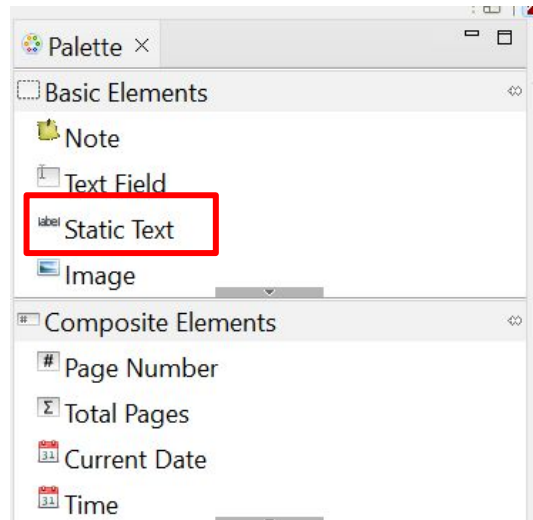 Palette
Basic Elements
Note
Text Field
label Static Text
Image
# Composite Elements
# Page Number
Σ Total Pages
31 Current Date
31 Time